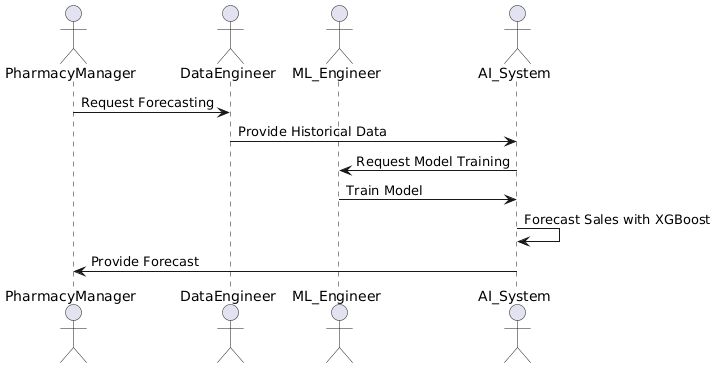 PharmacyManager DataEngineer ML_Engineer AI_System
Request Forecasting
Provide Historical Data
Request Model Training
Train Model
Forecast Sales with XGBoost
Provide Forecast
PharmacyManager DataEngineer ML_Engineer AI_System